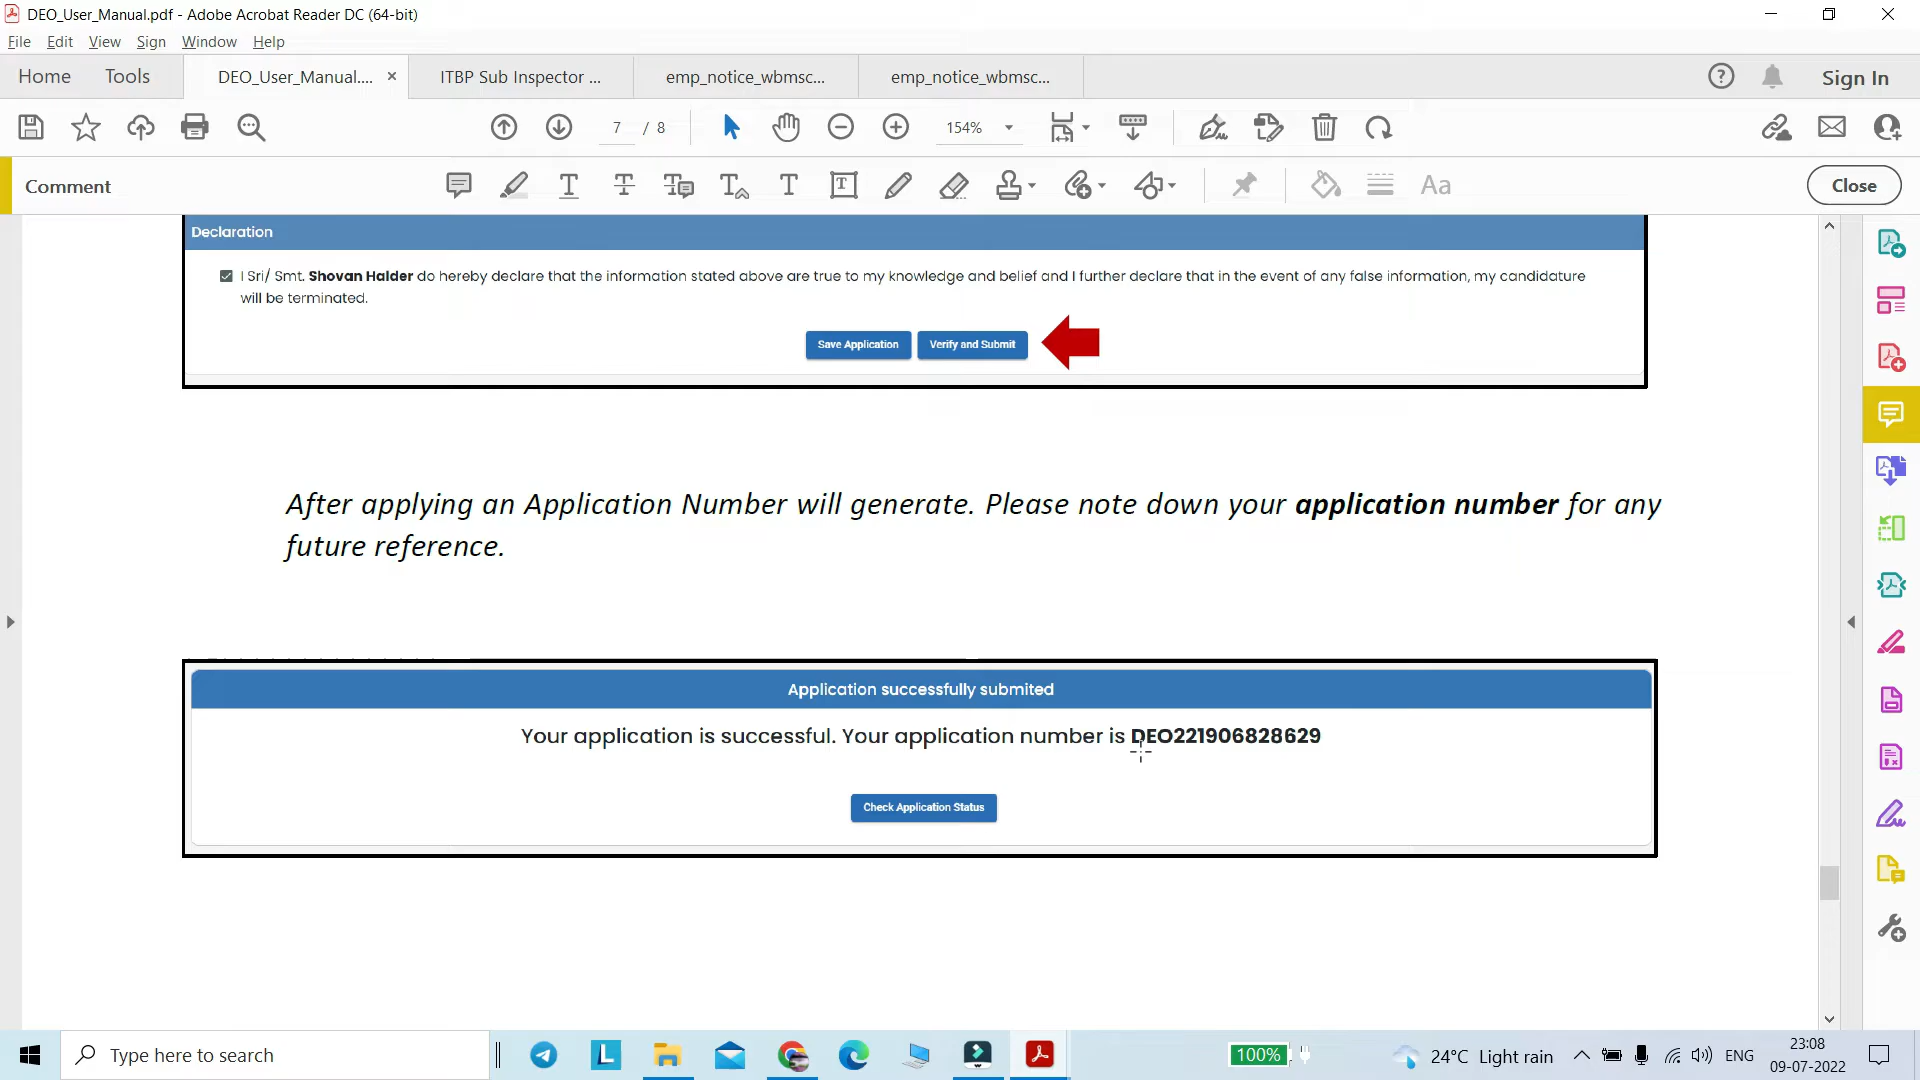 DEO_User_Manual.pdf - Adobe Acrobat Reader DC (64-bit)
File Edit View Sign Window Help
Home Tools DEO_User_Manual.... × ITBP Sub Inspector ... emp_notice_wbmsc... emp_notice_wbmsc... Sign In
7 / 8 154%
Comment Aa Close
Declaration
I Sri/ Smt. Shovan Halder do hereby declare that the information stated above are true to my knowledge and belief and I further declare that in the event of any false information, my candidature
will be terminated.
Save Application Verify and Submit
After applying an Application Number will generate. Please note down your application number for any
future reference.
Application successfully submited
Your application is successful. Your application number is DEO221906828629
Check Application Status
Type here to search L 100% 24°C Light rain ENG 23:08
09-07-2022